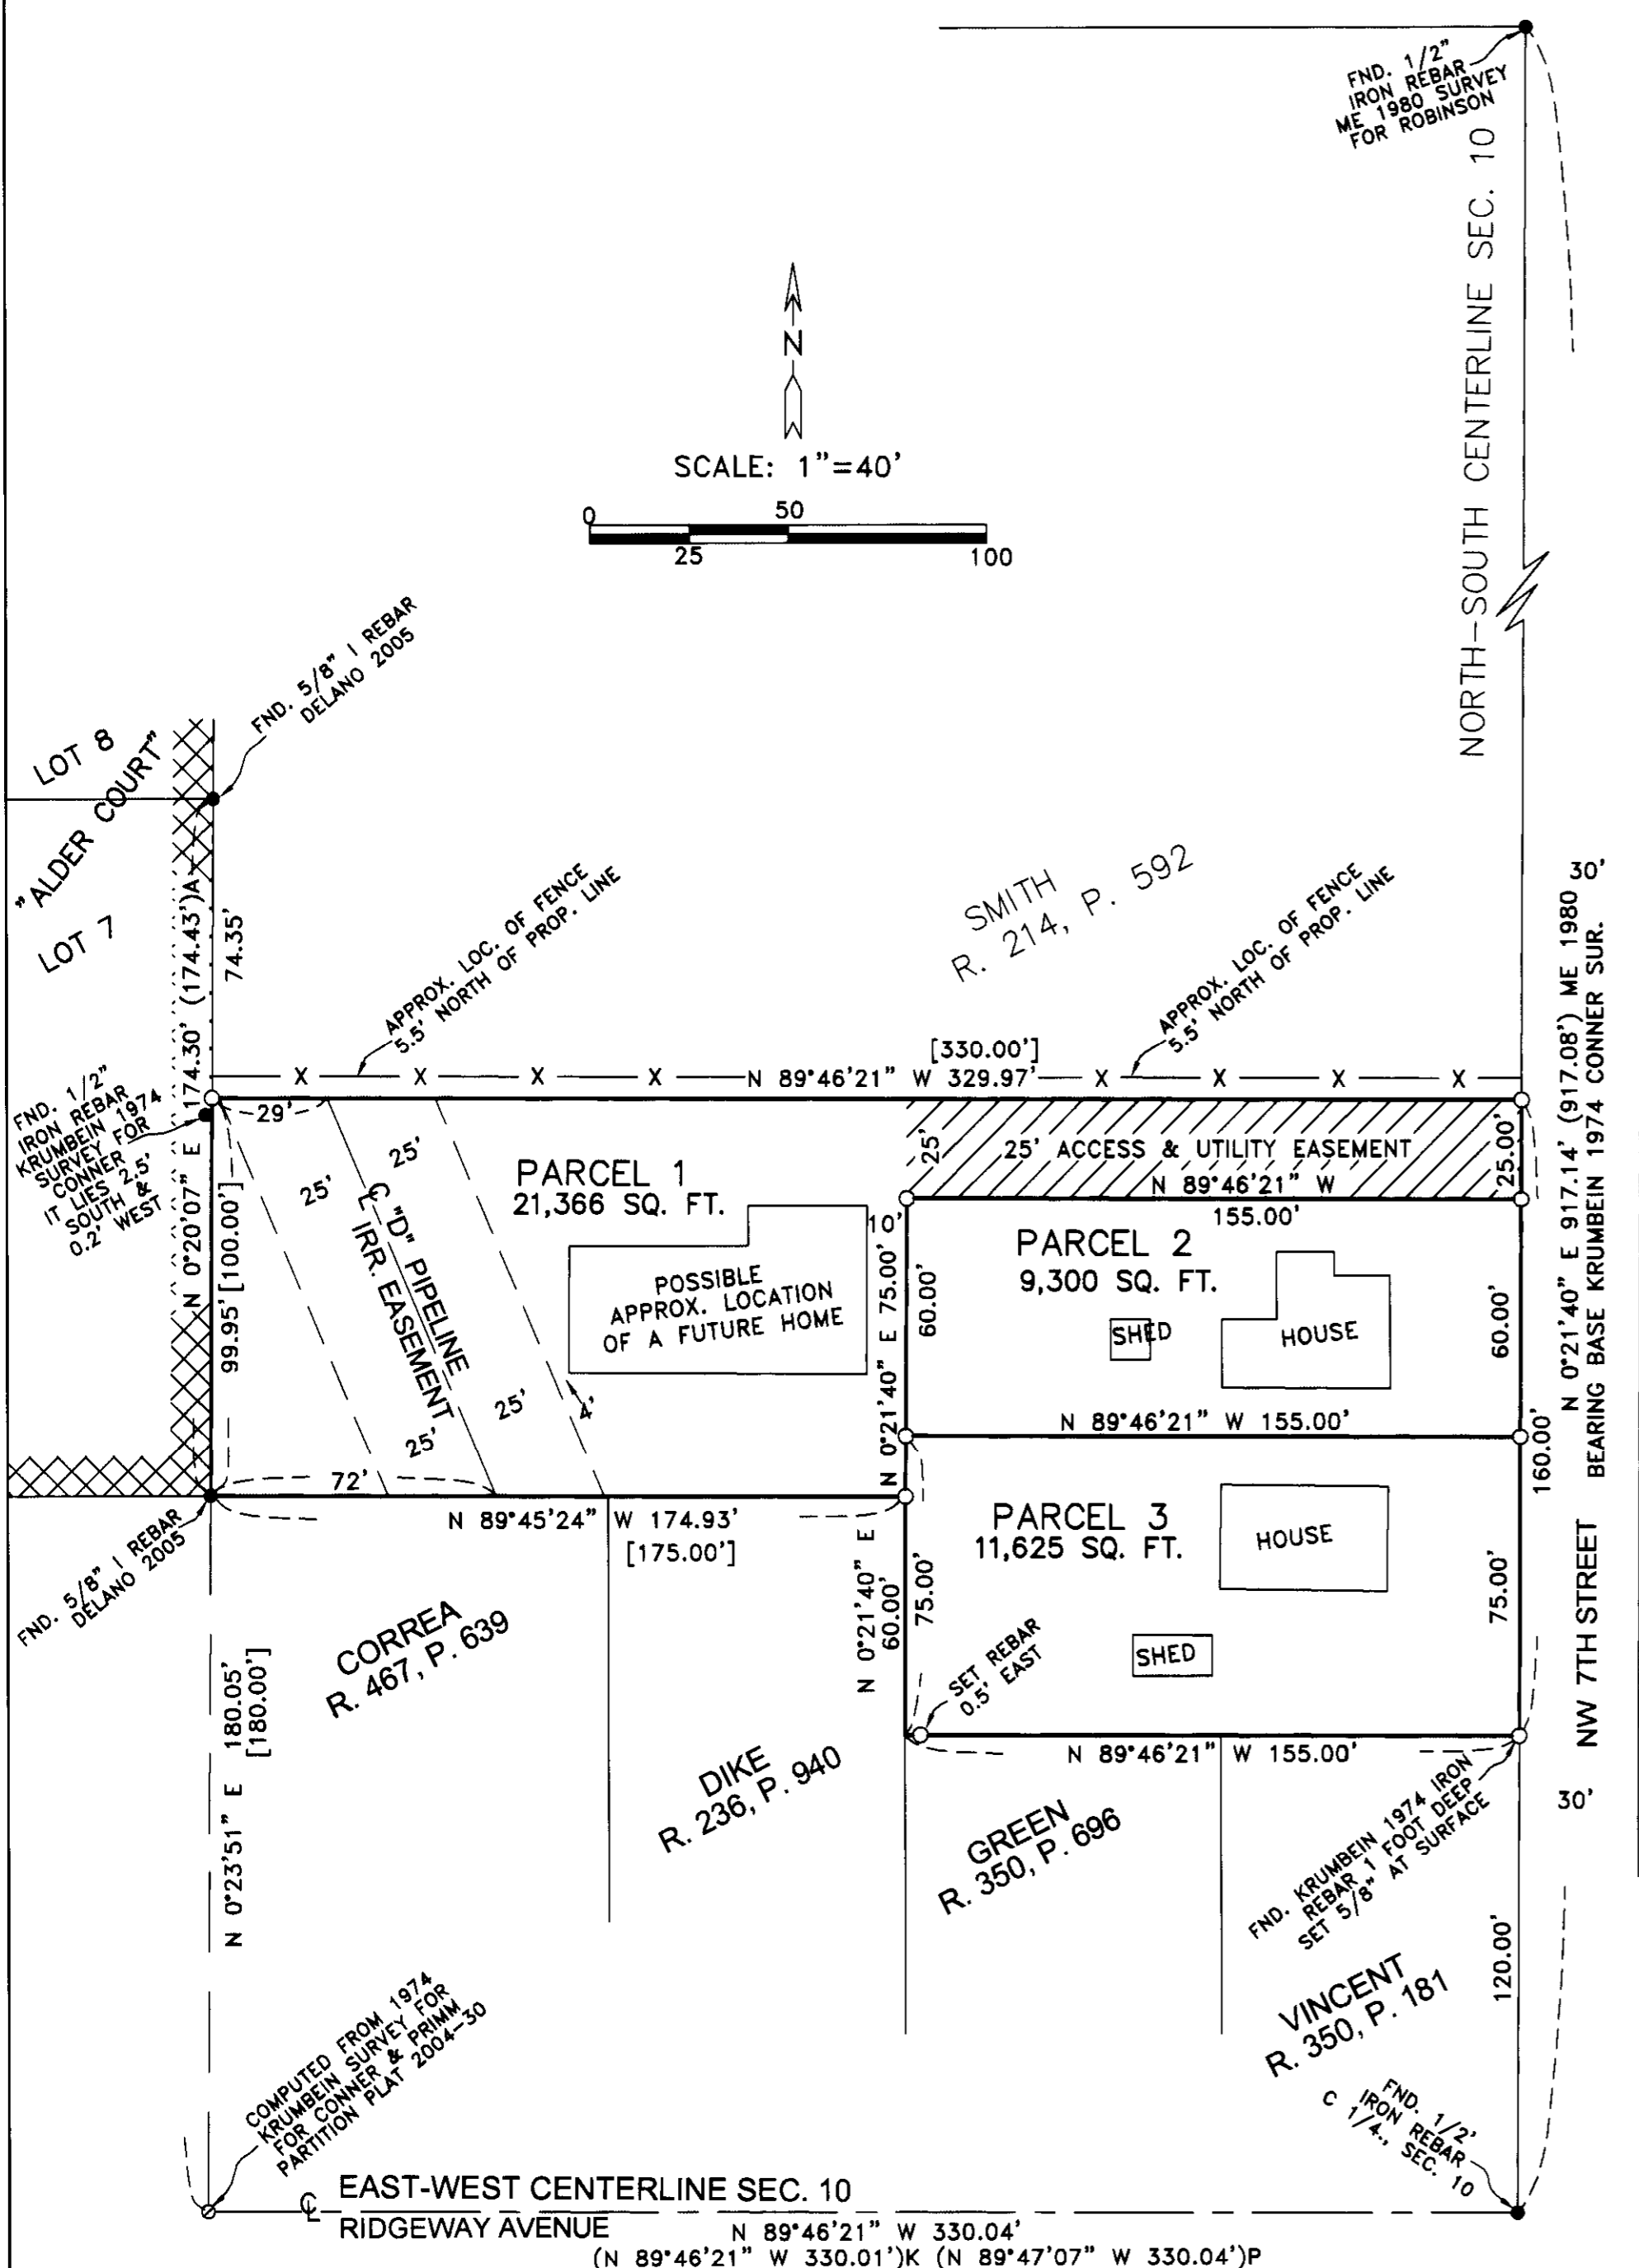 FND. 1/2"
IRON REBAR
ME 1980 SURVEY
FOR ROBINSON
NORTH-SOUTH CENTERLINE SEC. 10
N
SCALE: 1"=40'
0
50
25
100
FND. 5/8" I REBAR
DELANO 2005
LOT 8
"ALDER COURT"
LOT 7
N 0°20'07" E 174.30' (174.43')A
74.35'
APPROX. LOC. OF FENCE
5.5' NORTH OF PROP. LINE
SMITH
R. 214, P. 592
APPROX. LOC. OF FENCE
5.5' NORTH OF PROP. LINE
30'
N 0°21'40" E 917.14' (917.08') ME 1980
BEARING BASE KRUMBEIN 1974 CONNER SUR.
[330.00']
X X X X N 89°46'21" W 329.97' X X X X
FND. 1/2"
IRON REBAR
KRUMBEIN 1974
SURVEY FOR
CONNER
IT LIES 2.5'
SOUTH &
0.2' WEST
29'
25'
25'
℄ "D" PIPELINE
IRR. EASEMENT
25'
25'
4'
72'
99.95' [100.00']
PARCEL 1
21,366 SQ. FT.
POSSIBLE
APPROX. LOCATION
OF A FUTURE HOME
10'
25'
25' ACCESS & UTILITY EASEMENT
25.00'
N 89°46'21" W
155.00'
N 0°21'40" E 75.00'
60.00'
PARCEL 2
9,300 SQ. FT.
SHED
HOUSE
60.00'
N 89°46'21" W 155.00'
160.00'
N 89°45'24" W 174.93'
[175.00']
FND. 5/8" I REBAR
DELANO 2005
N 0°21'40" E
60.00'
75.00'
PARCEL 3
11,625 SQ. FT.
HOUSE
SHED
75.00'
SET REBAR
0.5' EAST
N 89°46'21" W 155.00'
NW 7TH STREET
30'
CORREA
R. 467, P. 639
N 0°23'51" E 180.05'
[180.00']
DIKE
R. 236, P. 940
GREEN
R. 350, P. 696
FND. KRUMBEIN 1974 IRON
REBAR 1 FOOT DEEP
SET 5/8" AT SURFACE
VINCENT
R. 350, P. 181
120.00'
COMPUTED FROM 1974
KRUMBEIN SURVEY FOR
FOR CONNER & PRIMM
PARTITION PLAT 2004-30
FND. 1/2'
IRON REBAR
C 1/4., SEC. 10
℄ EAST-WEST CENTERLINE SEC. 10
RIDGEWAY AVENUE
N 89°46'21" W 330.04'
(N 89°46'21" W 330.01')K (N 89°47'07" W 330.04')P